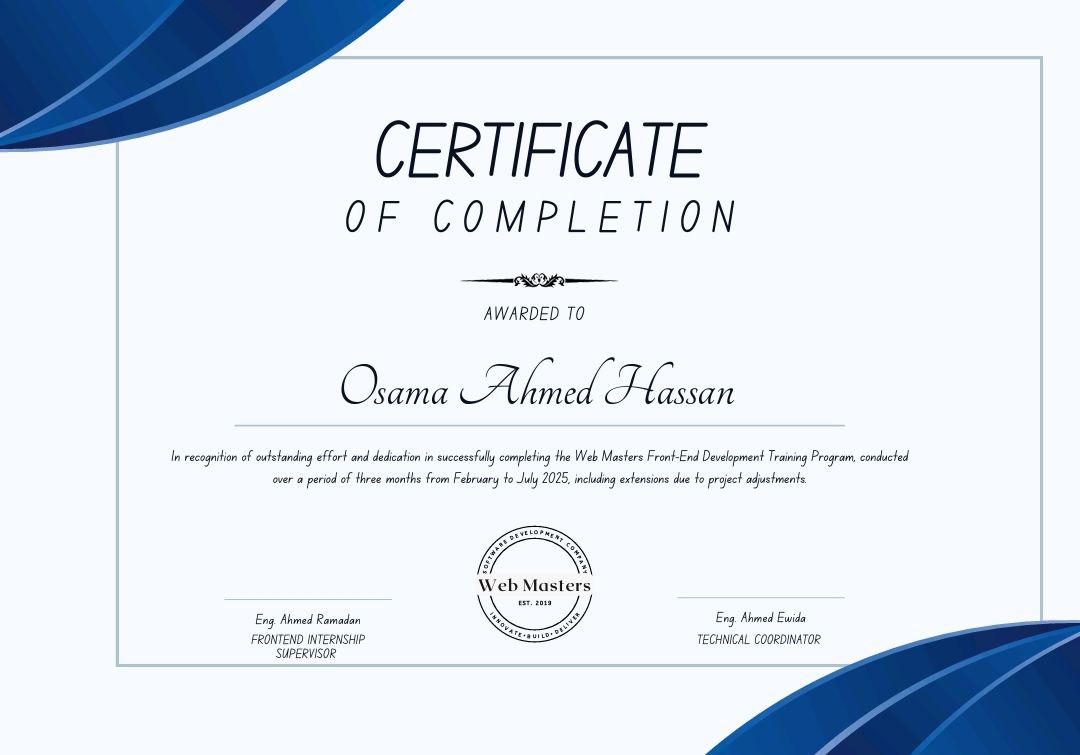 CERTIFICATE
OF COMPLETION
AWARDED TO
Osama Ahmed Hassan
In recognition of outstanding effort and dedication in successfully completing the Web Masters Front-End Development Training Program, conducted
over a period of three months from February to July 2025, including extensions due to project adjustments.
SOFTWARE DEVELOPMENT COMPANY
Web Masters
EST. 2019
INNOVATE•BUILD•DELIVER
Eng. Ahmed Ramadan
FRONTEND INTERNSHIP
SUPERVISOR
Eng. Ahmed Ewida
TECHNICAL COORDINATOR